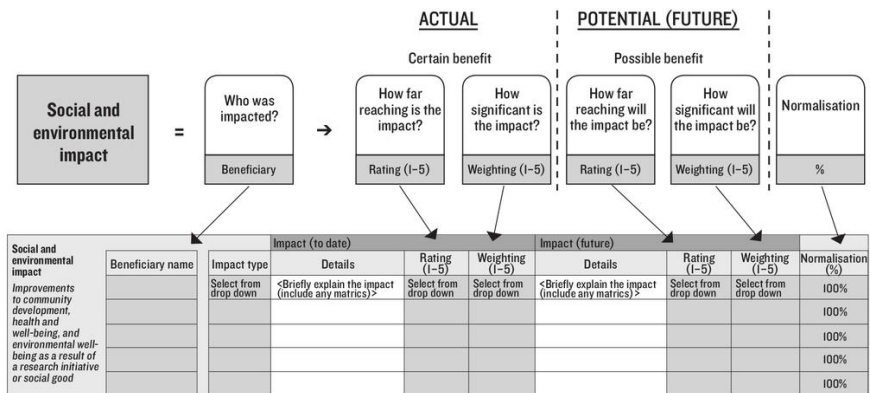 ACTUAL
POTENTIAL (FUTURE)
Certain benefit
Possible benefit
Social and
environmental
impact
=
Who was
impacted?
Beneficiary
How far
reaching is the
impact?
Rating (1–5)
How
significant is
the impact?
Weighting (1–5)
How far
reaching will
the impact be?
Rating (1–5)
How
significant will
the impact be?
Weighting (1–5)
Normalisation
%
Social and
environmental
impact
Improvements
to community
development,
health and
well-being, and
environmental well-
being as a result of
a research initiative
or social good
Impact (to date)
Impact (future)
Beneficiary name
Impact type
Details
Rating
(1–5)
Weighting
(1–5)
Details
Rating
(1–5)
Weighting
(1–5)
Normalisation
(%)
Select from
drop down
<Briefly explain the impact
(include any matrics)>
Select from
drop down
Select from
drop down
<Briefly explain the impact
(include any matrics)>
Select from
drop down
Select from
drop down
100%
100%
100%
100%
100%